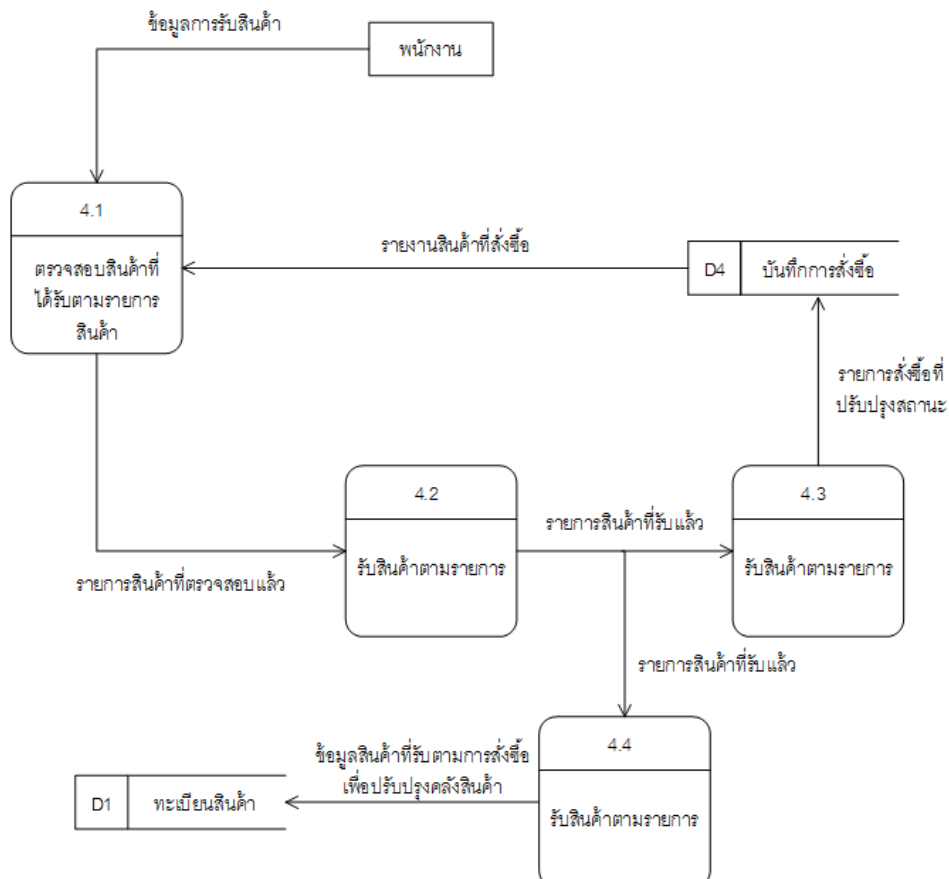 ข้อมูลการรับสินค้า
พนักงาน
4.1
ตรวจสอบสินค้าที่
ได้รับตามรายการ
สินค้า
รายงานสินค้าที่สั่งซื้อ
D4
บันทึกการสั่งซื้อ
รายการสั่งซื้อที่
ปรับปรุงสถานะ
4.2
รับสินค้าตามรายการ
รายการสินค้าที่รับแล้ว
4.3
รับสินค้าตามรายการ
รายการสินค้าที่ตรวจสอบแล้ว
รายการสินค้าที่รับแล้ว
4.4
รับสินค้าตามรายการ
ข้อมูลสินค้าที่รับตามการสั่งซื้อ
เพื่อปรับปรุงคลังสินค้า
D1
ทะเบียนสินค้า